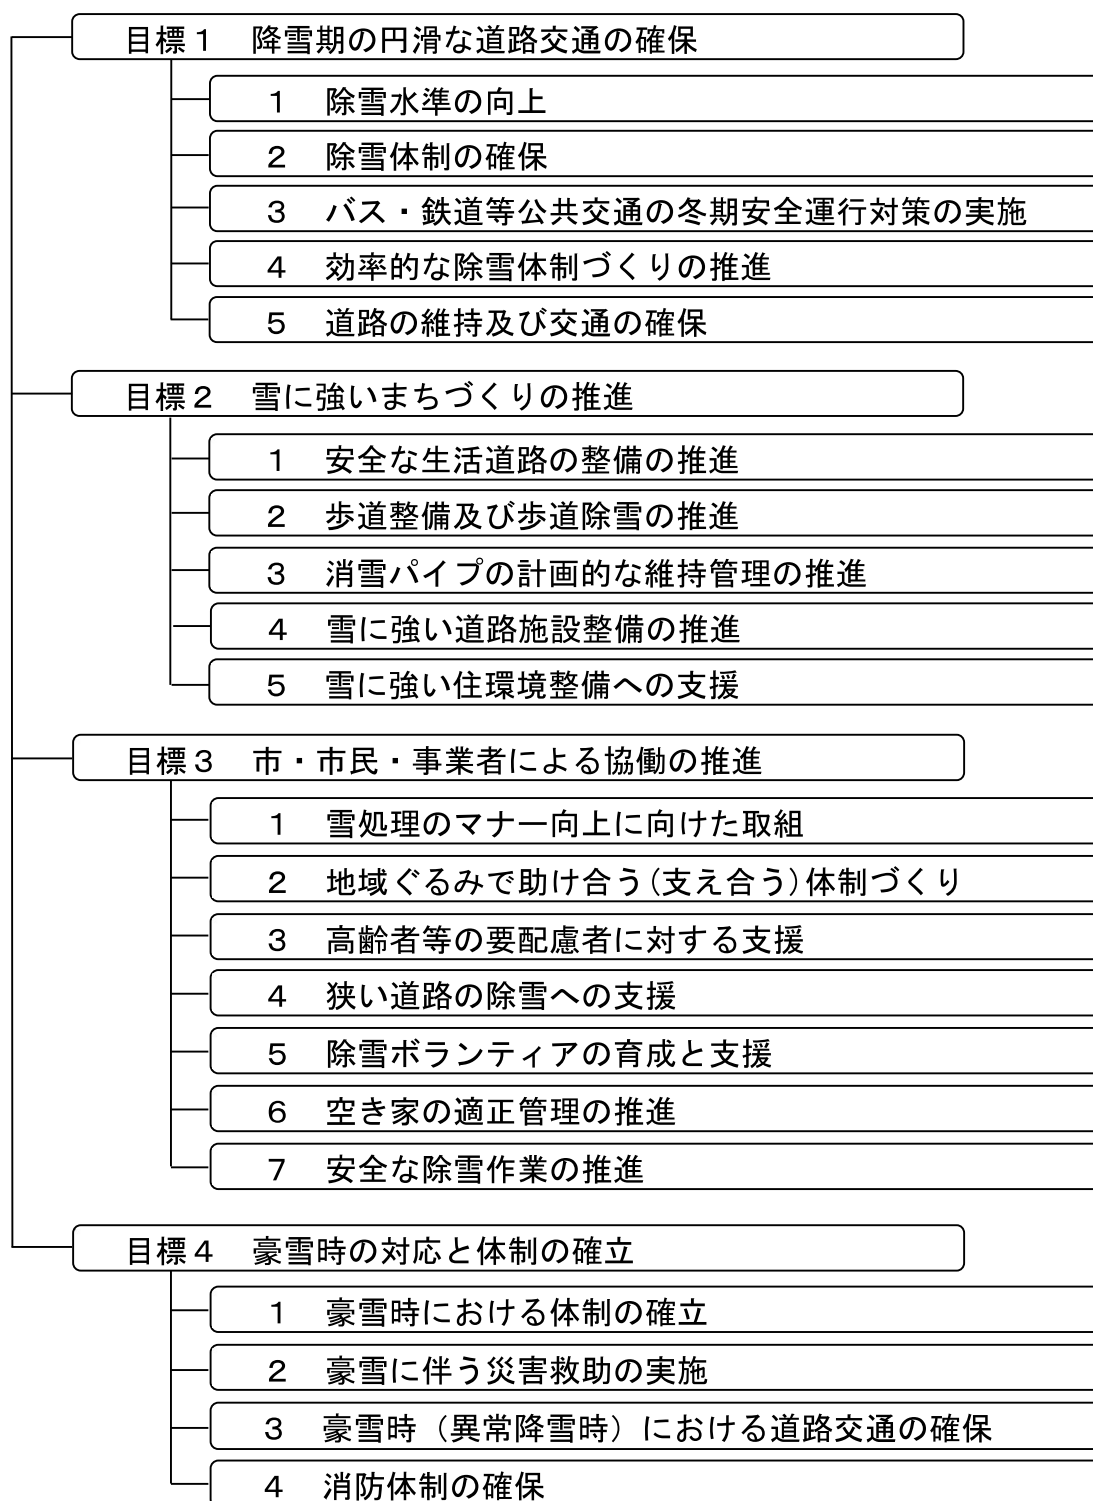 目標１　降雪期の円滑な道路交通の確保
１　除雪水準の向上
２　除雪体制の確保
３　バス・鉄道等公共交通の冬期安全運行対策の実施
４　効率的な除雪体制づくりの推進
５　道路の維持及び交通の確保
目標２　雪に強いまちづくりの推進
１　安全な生活道路の整備の推進
２　歩道整備及び歩道除雪の推進
３　消雪パイプの計画的な維持管理の推進
４　雪に強い道路施設整備の推進
５　雪に強い住環境整備への支援
目標３　市・市民・事業者による協働の推進
１　雪処理のマナー向上に向けた取組
２　地域ぐるみで助け合う(支え合う)体制づくり
３　高齢者等の要配慮者に対する支援
４　狭い道路の除雪への支援
５　除雪ボランティアの育成と支援
６　空き家の適正管理の推進
７　安全な除雪作業の推進
目標４　豪雪時の対応と体制の確立
１　豪雪時における体制の確立
２　豪雪に伴う災害救助の実施
３　豪雪時（異常降雪時）における道路交通の確保
４　消防体制の確保